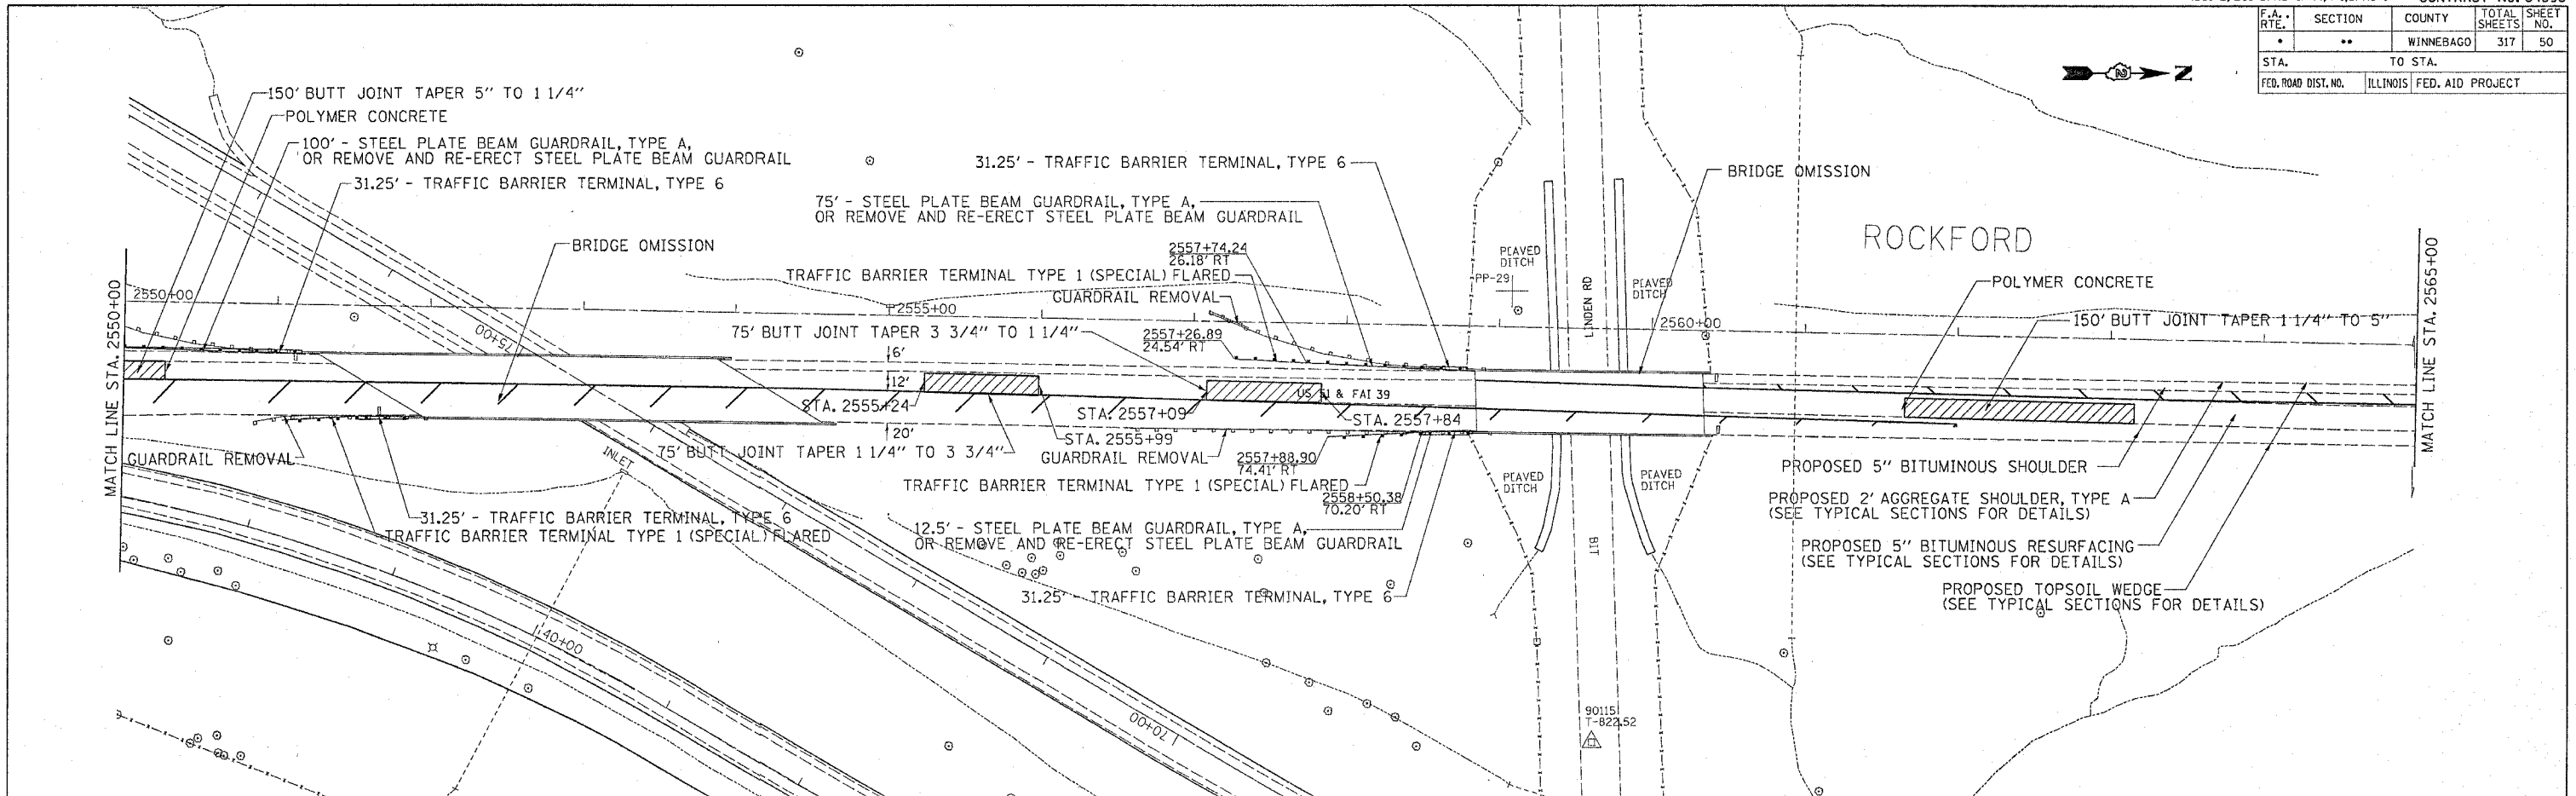 F.A. RTE. SECTION COUNTY TOTAL SHEETS SHEET NO.
• •• WINNEBAGO 317 50
STA. TO STA.
FED. ROAD DIST. NO. ILLINOIS FED. AID PROJECT
150' BUTT JOINT TAPER 5" TO 1 1/4"
POLYMER CONCRETE
100' - STEEL PLATE BEAM GUARDRAIL, TYPE A,
OR REMOVE AND RE-ERECT STEEL PLATE BEAM GUARDRAIL
31.25' - TRAFFIC BARRIER TERMINAL, TYPE 6
BRIDGE OMISSION
31.25' - TRAFFIC BARRIER TERMINAL, TYPE 6
75' - STEEL PLATE BEAM GUARDRAIL, TYPE A,
OR REMOVE AND RE-ERECT STEEL PLATE BEAM GUARDRAIL
2557+74.24
26.18' RT
TRAFFIC BARRIER TERMINAL TYPE 1 (SPECIAL) FLARED
GUARDRAIL REMOVAL
75' BUTT JOINT TAPER 3 3/4" TO 1 1/4"
2557+26.89
24.54' RT
BRIDGE OMISSION
Z
ROCKFORD
PP-29
PEAVED
DITCH
LINDEN RD
PEAVED
DITCH
POLYMER CONCRETE
150' BUTT JOINT TAPER 1 1/4" TO 5"
MATCH LINE STA. 2550+00
2550+00
2555+00
2560+00
MATCH LINE STA. 2565+00
75+00
6'
12'
20'
STA. 2555+24
STA. 2555+99
STA. 2557+09
US 51 & FAI 39
STA. 2557+84
GUARDRAIL REMOVAL
INLET
75' BUTT JOINT TAPER 1 1/4" TO 3 3/4"
GUARDRAIL REMOVAL
2557+88.90
74.41' RT
TRAFFIC BARRIER TERMINAL TYPE 1 (SPECIAL) FLARED
2558+50.38
70.20' RT
31.25' - TRAFFIC BARRIER TERMINAL, TYPE 6
TRAFFIC BARRIER TERMINAL TYPE 1 (SPECIAL) FLARED
12.5' - STEEL PLATE BEAM GUARDRAIL, TYPE A,
OR REMOVE AND RE-ERECT STEEL PLATE BEAM GUARDRAIL
31.25' - TRAFFIC BARRIER TERMINAL, TYPE 6
PEAVED
DITCH
PEAVED
DITCH
BIT
PROPOSED 5" BITUMINOUS SHOULDER
PROPOSED 2' AGGREGATE SHOULDER, TYPE A
(SEE TYPICAL SECTIONS FOR DETAILS)
PROPOSED 5" BITUMINOUS RESURFACING
(SEE TYPICAL SECTIONS FOR DETAILS)
PROPOSED TOPSOIL WEDGE
(SEE TYPICAL SECTIONS FOR DETAILS)
40+00
70+00
90115
T-822.52